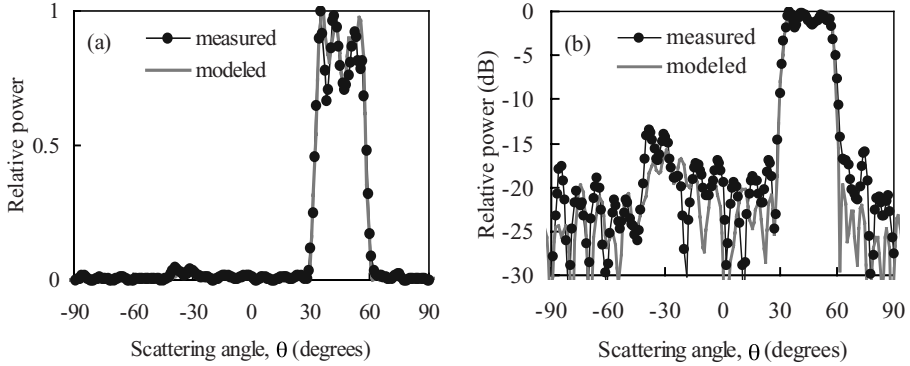 (a)
measured
modeled
1
0.5
0
Relative power
-90
-60
-30
0
30
60
90
Scattering angle, θ (degrees)
(b)
measured
modeled
0
-5
-10
-15
-20
-25
-30
Relative power (dB)
-90
-60
-30
0
30
60
90
Scattering angle, θ (degrees)